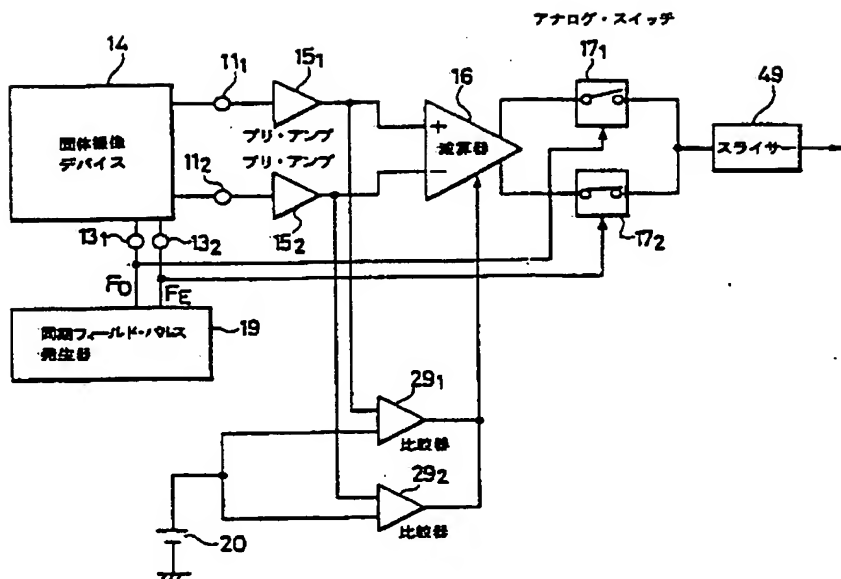 アナログ・スイッチ
14
11₁
15₁
16
17₁
49
固体撮像
デバイス
プリ・アンプ
+
減算器
スライサー
11₂
プリ・アンプ
−
15₂
17₂
13₁
13₂
FO
FE
同期フィールド・パルス
発生器
19
29₁
比較器
29₂
比較器
20